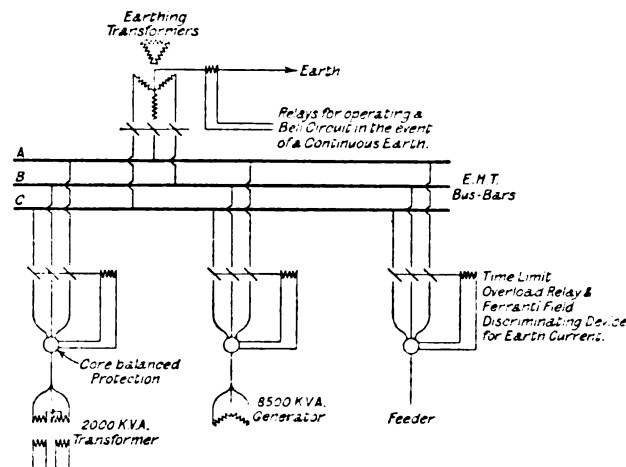 Earthing
Transformers
Earth
Relays for operating a
Bell Circuit in the event
of a Continuous Earth.
A
B
C
E.H.T.
Bus-Bars
Time Limit
Overload Relay &
Ferranti Field
Discriminating Device
for Earth Current.
Core balanced
Protection
2000 K.V.A.
Transformer
8500 K.V.A.
Generator
Feeder